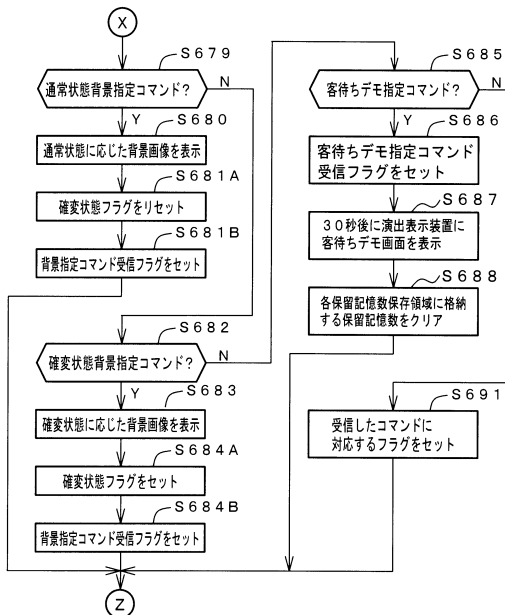 X
S679
通常状態背景指定コマンド?
N
Y
S680
通常状態に応じた背景画像を表示
S681A
確変状態フラグをリセット
S681B
背景指定コマンド受信フラグをセット
S682
確変状態背景指定コマンド?
N
Y
S683
確変状態に応じた背景画像を表示
S684A
確変状態フラグをセット
S684B
背景指定コマンド受信フラグをセット
S685
客待ちデモ指定コマンド?
N
Y
S686
客待ちデモ指定コマンド
受信フラグをセット
S687
30秒後に演出表示装置に
客待ちデモ画面を表示
S688
各保留記憶数保存領域に格納
する保留記憶数をクリア
S691
受信したコマンドに
対応するフラグをセット
Z